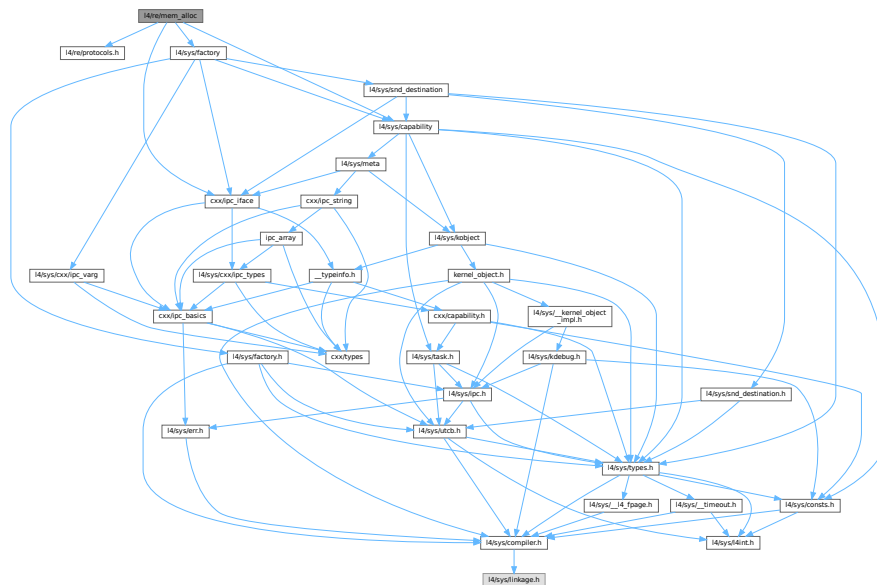 l4/re/mem_alloc
l4/re/protocols.h
l4/sys/factory
l4/sys/snd_destination
l4/sys/capability
l4/sys/meta
cxx/ipc_iface
cxx/ipc_string
ipc_array
l4/sys/kobject
l4/sys/cxx/ipc_varg
l4/sys/cxx/ipc_types
__typeinfo.h
kernel_object.h
cxx/ipc_basics
cxx/capability.h
l4/sys/__kernel_object
_impl.h
l4/sys/factory.h
cxx/types
l4/sys/task.h
l4/sys/kdebug.h
l4/sys/ipc.h
l4/sys/snd_destination.h
l4/sys/err.h
l4/sys/utcb.h
l4/sys/types.h
l4/sys/__l4_fpage.h
l4/sys/__timeout.h
l4/sys/consts.h
l4/sys/compiler.h
l4/sys/l4int.h
l4/sys/linkage.h